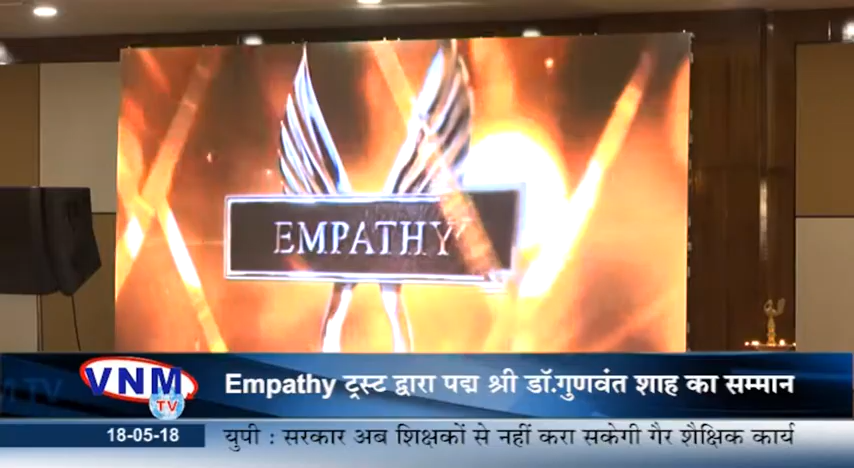 EMPATHY
VNM
TV
Empathy ट्रस्ट द्वारा पद्म श्री डॉ.गुणवंत शाह का सम्मान
18-05-18
यूपी : सरकार अब शिक्षकों से नहीं करा सकेगी गैर शैक्षिक कार्य